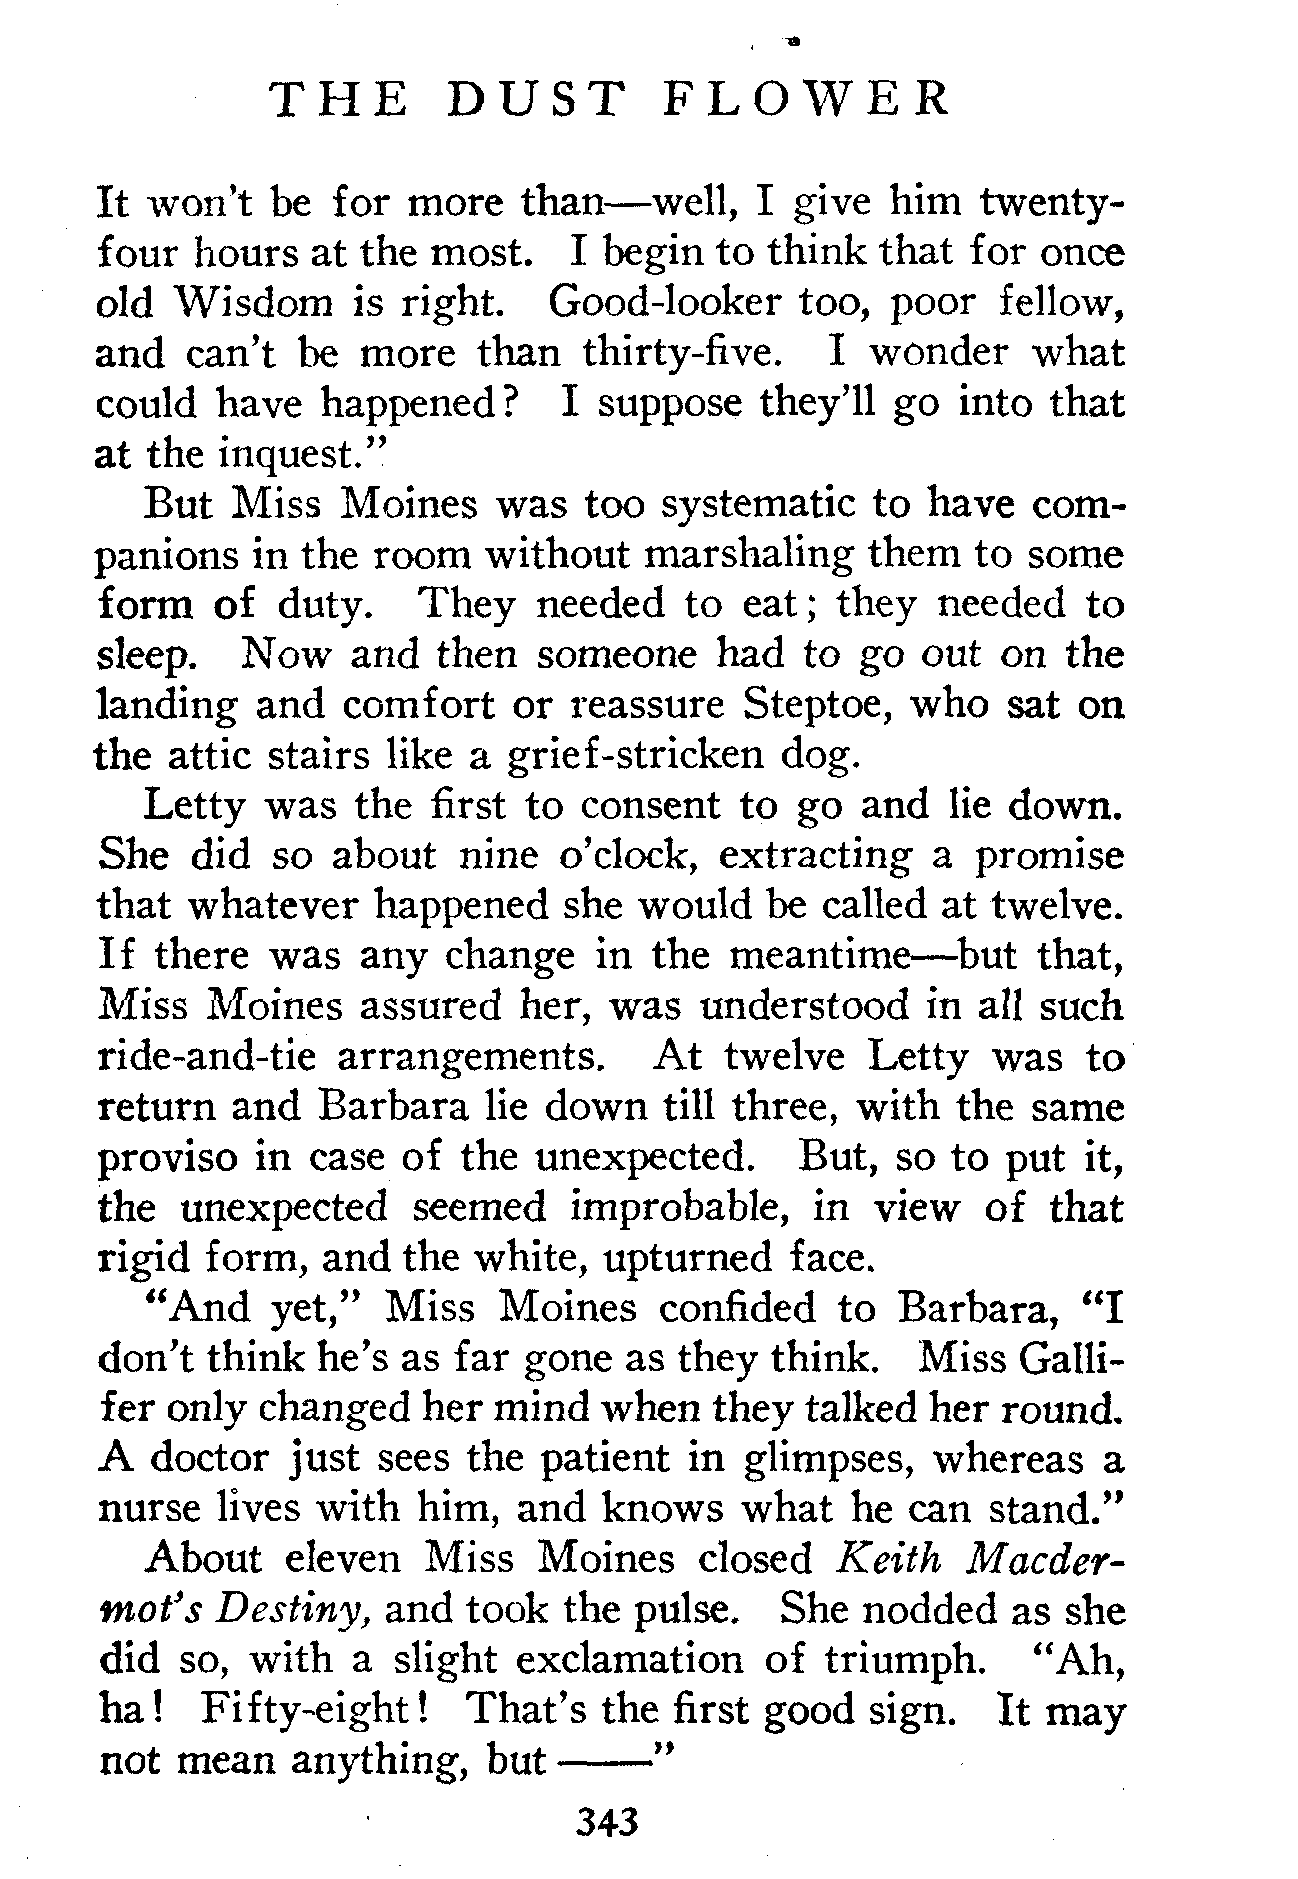 THE DUST FLOWER
It won't be for more than—well, I give him twenty-
four hours at the most. I begin to think that for once
old Wisdom is right. Good-looker too, poor fellow,
and can't be more than thirty-five. I wonder what
could have happened? I suppose they'll go into that
at the inquest."
But Miss Moines was too systematic to have com-
panions in the room without marshaling them to some
form of duty. They needed to eat; they needed to
sleep. Now and then someone had to go out on the
landing and comfort or reassure Steptoe, who sat on
the attic stairs like a grief-stricken dog.
Letty was the first to consent to go and lie down.
She did so about nine o'clock, extracting a promise
that whatever happened she would be called at twelve.
If there was any change in the meantime—but that,
Miss Moines assured her, was understood in all such
ride-and-tie arrangements. At twelve Letty was to
return and Barbara lie down till three, with the same
proviso in case of the unexpected. But, so to put it,
the unexpected seemed improbable, in view of that
rigid form, and the white, upturned face.
"And yet," Miss Moines confided to Barbara, "I
don't think he's as far gone as they think. Miss Galli-
fer only changed her mind when they talked her round.
A doctor just sees the patient in glimpses, whereas a
nurse lives with him, and knows what he can stand."
About eleven Miss Moines closed Keith Macder-
mot's Destiny, and took the pulse. She nodded as she
did so, with a slight exclamation of triumph. "Ah,
ha! Fifty-eight! That's the first good sign. It may
not mean anything, but ——"
343